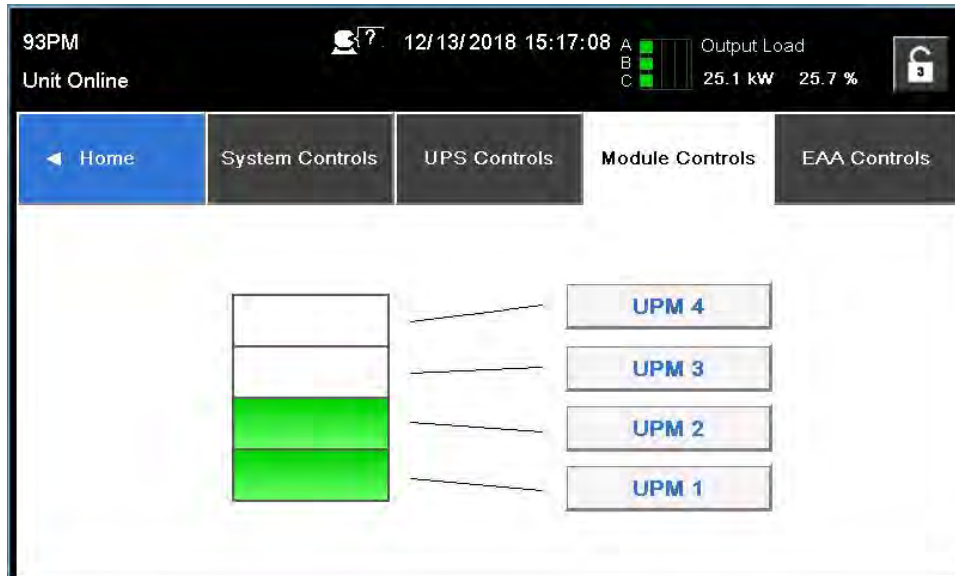 93PM
?
12/13/2018 15:17:08
A
B
C
Output Load
25.1 kW 25.7 %
3
Unit Online
◄ Home
System Controls
UPS Controls
Module Controls
EAA Controls
UPM 4
UPM 3
UPM 2
UPM 1